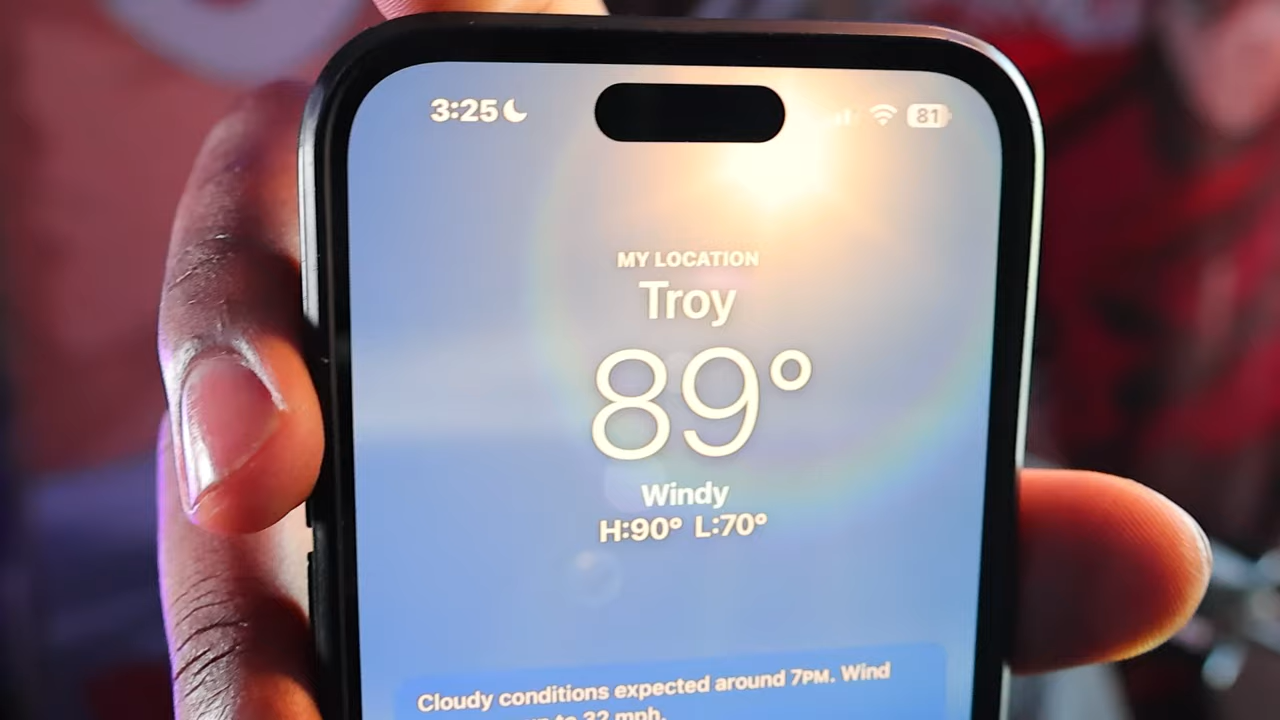 3:25
81
MY LOCATION
Troy
89°
Windy
H:90° L:70°
Cloudy conditions expected around 7PM. Wind
up to 32 mph.